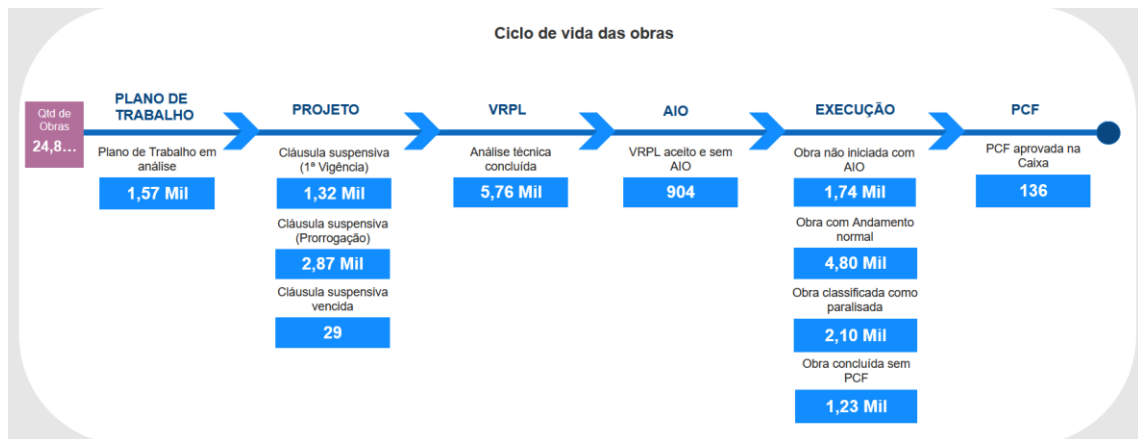 Ciclo de vida das obras
Qtd de
Obras
24,8...
PLANO DE
TRABALHO
Plano de Trabalho em
análise
1,57 Mil
PROJETO
Cláusula suspensiva
(1ª Vigência)
1,32 Mil
Cláusula suspensiva
(Prorrogação)
2,87 Mil
Cláusula suspensiva
vencida
29
VRPL
Análise técnica
concluída
5,76 Mil
AIO
VRPL aceito e sem
AIO
904
EXECUÇÃO
Obra não iniciada com
AIO
1,74 Mil
Obra com Andamento
normal
4,80 Mil
Obra classificada como
paralisada
2,10 Mil
Obra concluída sem
PCF
1,23 Mil
PCF
PCF aprovada na
Caixa
136